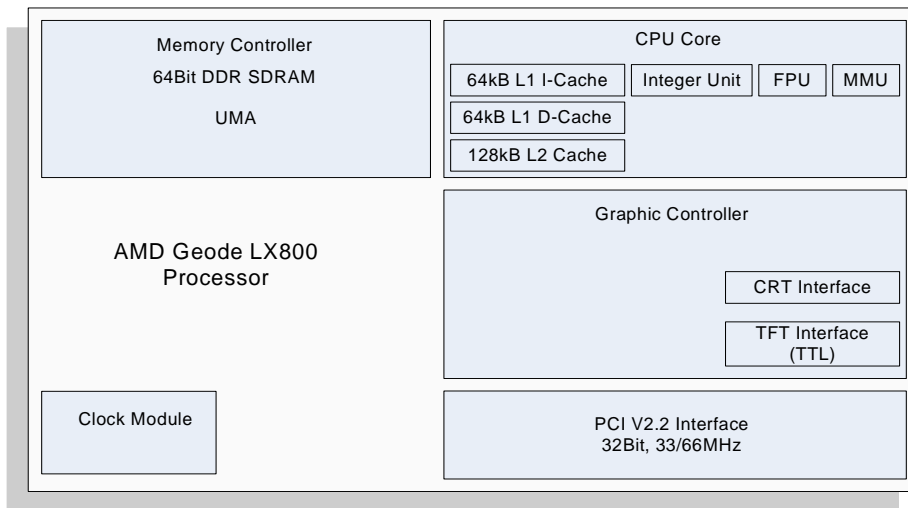 Memory Controller
64Bit DDR SDRAM
UMA
CPU Core
64kB L1 I-Cache
Integer Unit
FPU
MMU
64kB L1 D-Cache
128kB L2 Cache
AMD Geode LX800
Processor
Graphic Controller
CRT Interface
TFT Interface
(TTL)
Clock Module
PCI V2.2 Interface
32Bit, 33/66MHz